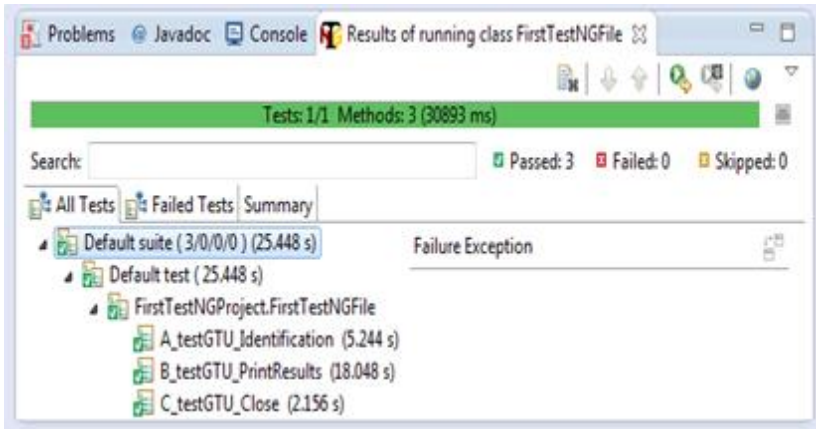 Problems @ Javadoc Console Results of running class FirstTestNGFile
Tests: 1/1 Methods: 3 (30893 ms)
Search: Passed: 3 Failed: 0 Skipped: 0
All Tests Failed Tests Summary
Default suite ( 3/0/0/0 ) (25.448 s) Failure Exception
Default test ( 25.448 s)
FirstTestNGProject.FirstTestNGFile
A_testGTU_Identification (5.244 s)
B_testGTU_PrintResults (18.048 s)
C_testGTU_Close (2.156 s)